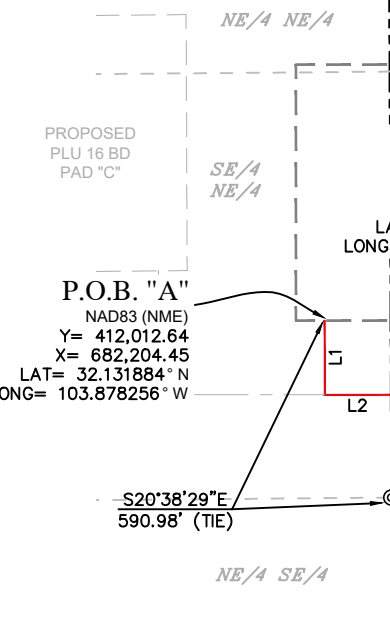 NE/4 NE/4
PROPOSED
PLU 16 BD
PAD "C"
SE/4
NE/4
LONG
P.O.B. "A"
NAD83 (NME)
Y= 412,012.64
X= 682,204.45
LAT= 32.131884° N
ONG= 103.878256° W
L1
L2
S20°38'29"E
590.98' (TIE)
NE/4 SE/4